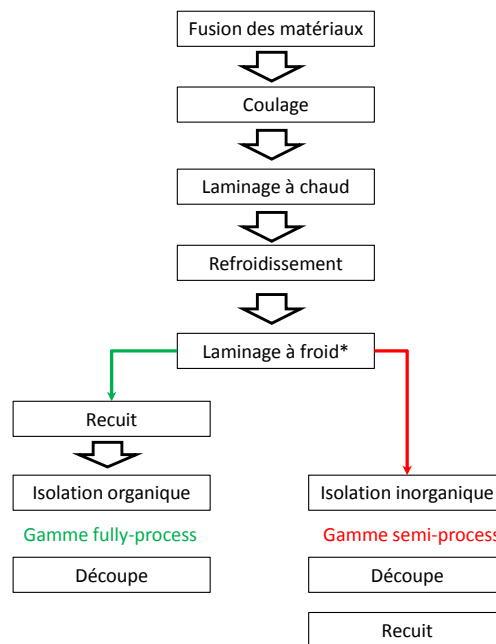 Fusion des matériaux
Coulage
Laminage à chaud
Refroidissement
Laminage à froid*
Recuit
Isolation organique
Gamme fully-process
Découpe
Isolation inorganique
Gamme semi-process
Découpe
Recuit